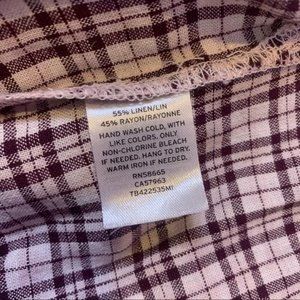 55% LINEN/LIN
45% RAYON/RAYONNE
HAND WASH COLD, WITH
LIKE COLORS. ONLY
NON-CHLORINE BLEACH
IF NEEDED. HANG TO DRY.
WARM IRON IF NEEDED.
RN58665
CA57963
TB422535MI